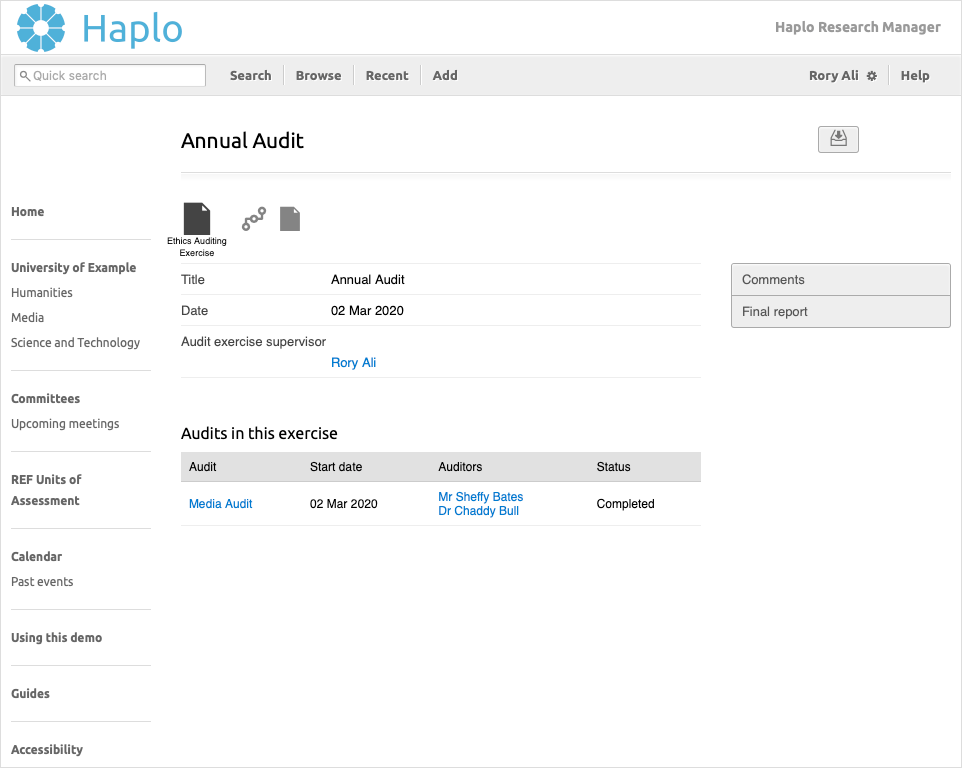 Haplo
Haplo Research Manager
Quick search
Search
Browse
Recent
Add
Rory Ali
Help
Annual Audit
Home
University of Example
Humanities
Media
Science and Technology
Committees
Upcoming meetings
REF Units of
Assessment
Calendar
Past events
Using this demo
Guides
Accessibility
Ethics Auditing
Exercise
Title Annual Audit
Date 02 Mar 2020
Audit exercise supervisor
Rory Ali
Comments
Final report
Audits in this exercise
Audit Start date Auditors Status
Media Audit 02 Mar 2020 Mr Sheffy Bates Completed
Dr Chaddy Bull